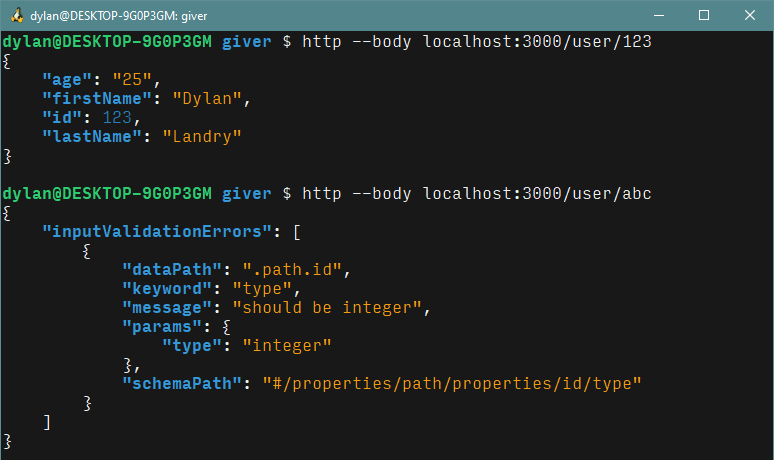 dylan@DESKTOP-9G0P3GM: giver
dylan@DESKTOP-9G0P3GM giver $ http --body localhost:3000/user/123
{
    "age": "25",
    "firstName": "Dylan",
    "id": 123,
    "lastName": "Landry"
}
dylan@DESKTOP-9G0P3GM giver $ http --body localhost:3000/user/abc
{
    "inputValidationErrors": [
        {
            "dataPath": ".path.id",
            "keyword": "type",
            "message": "should be integer",
            "params": {
                "type": "integer"
            },
            "schemaPath": "#/properties/path/properties/id/type"
        }
    ]
}